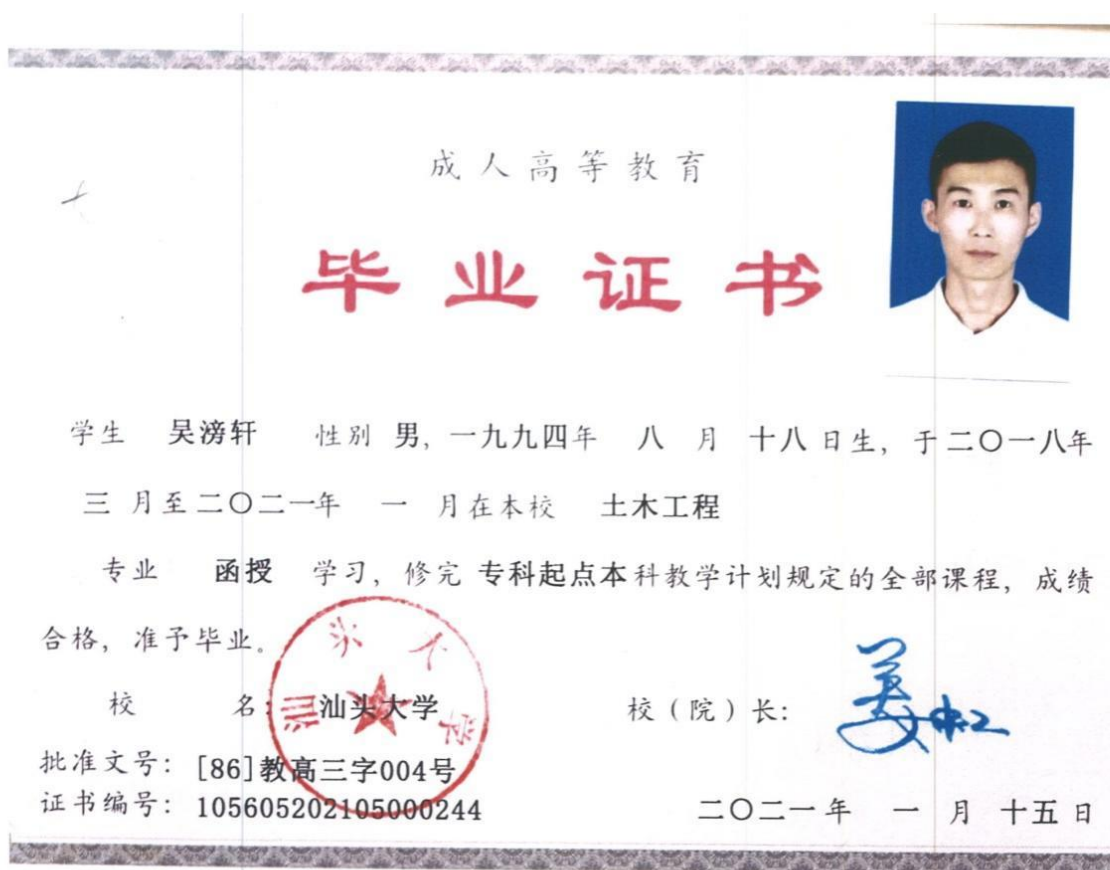 成人高等教育
毕业证书
学生 吴滂轩 性别 男，一九九四年 八 月 十八 日生，于二〇一八年
三 月至二〇二一年 一 月在本校 土木工程
专业 函授 学习，修完 专科起点本科教学计划规定的全部课程，成绩
合格，准予毕业。
校 名：汕头大学 校（院）长：
汕头大学
批准文号：[86]教高三字004号
证书编号：105605202105000244 二〇二一年 一 月 十五 日